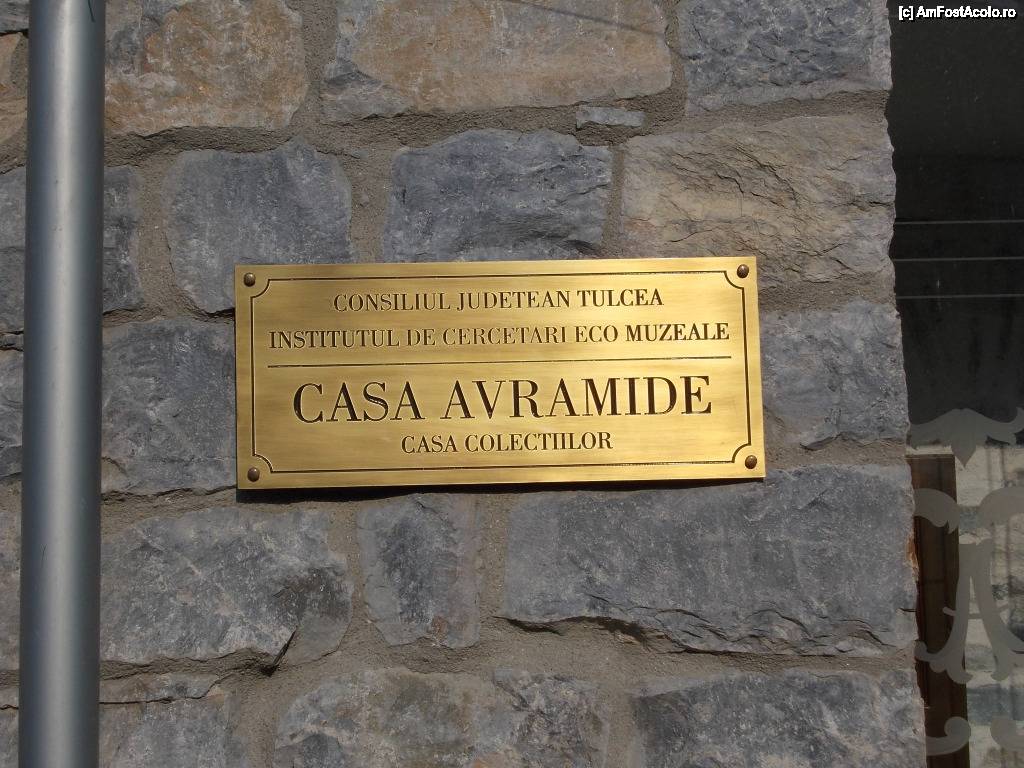 [c] AmFostAcolo.ro
CONSILIUL JUDETEAN TULCEA
INSTITUTUL DE CERCETARI ECO MUZEALE
CASA AVRAMIDE
CASA COLECTIILOR